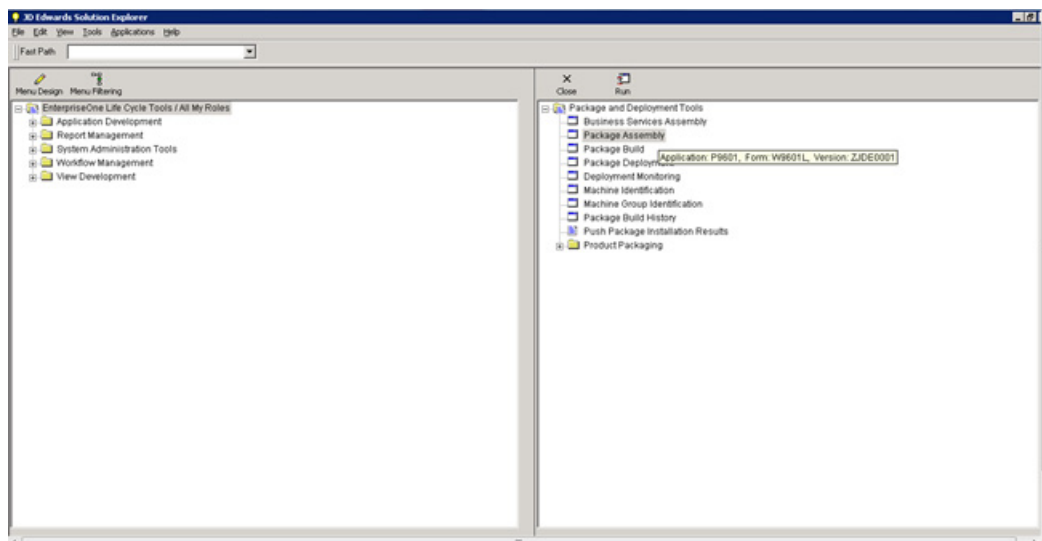 JD Edwards Solution Explorer
File Edit View Tools Applications Help
Fast Path
Menu Design Menu Filtering
EnterpriseOne Life Cycle Tools / All My Roles
Application Development
Report Management
System Administration Tools
Workflow Management
View Development
Close Run
Package and Deployment Tools
Business Services Assembly
Package Assembly
Package Build
Application: P9601, Form: W9601L, Version: ZJDE0001
Package Deployment
Deployment Monitoring
Machine Identification
Machine Group Identification
Package Build History
Push Package Installation Results
Product Packaging